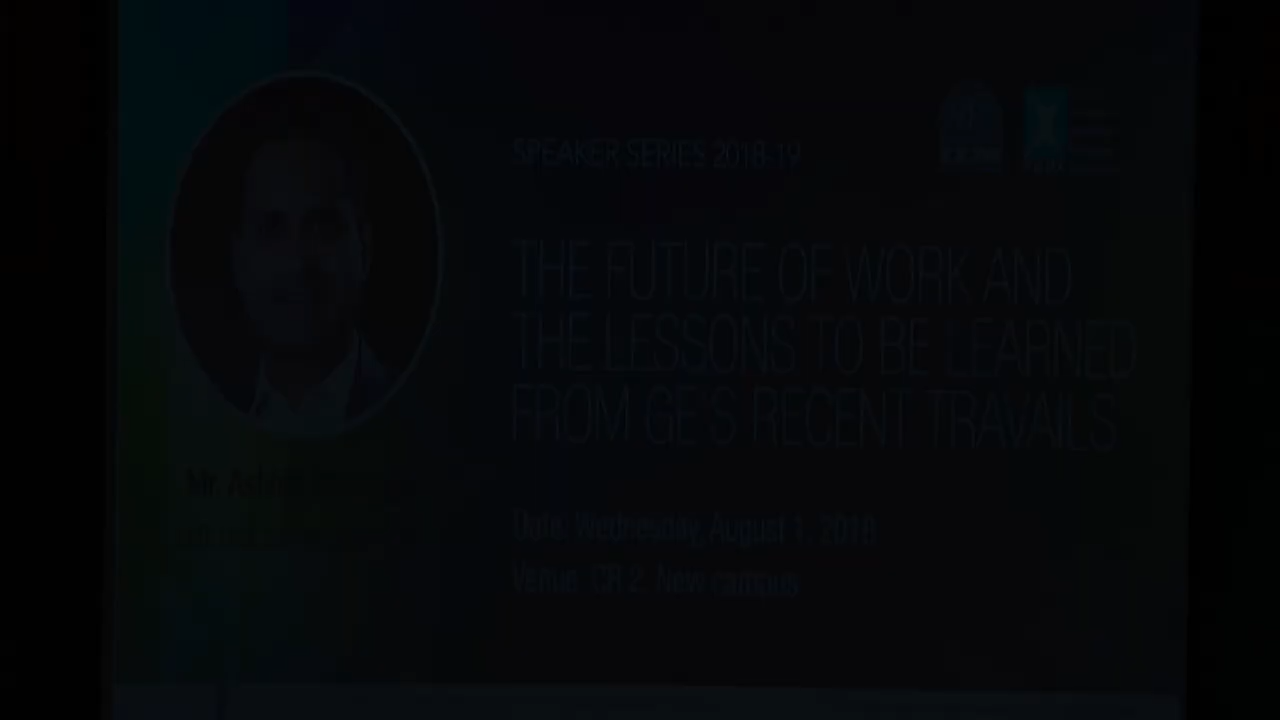 SPEAKER SERIES 2018-19
THE FUTURE OF WORK AND
THE LESSONS TO BE LEARNED
FROM GE'S RECENT TRAVAILS
Mr.
Date: Wednesday, August 1, 2018
Venue: CR 2, New campus